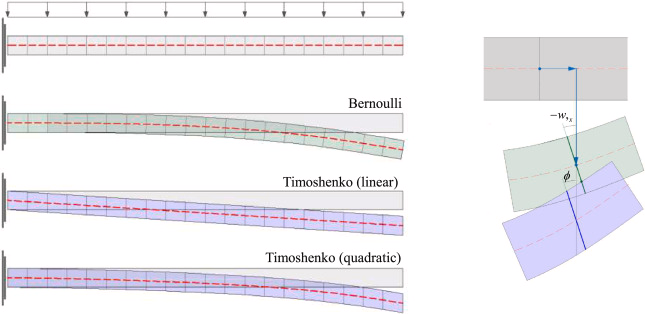 Bernoulli
Timoshenko (linear)
Timoshenko (quadratic)
−w,ₓ
ϕ